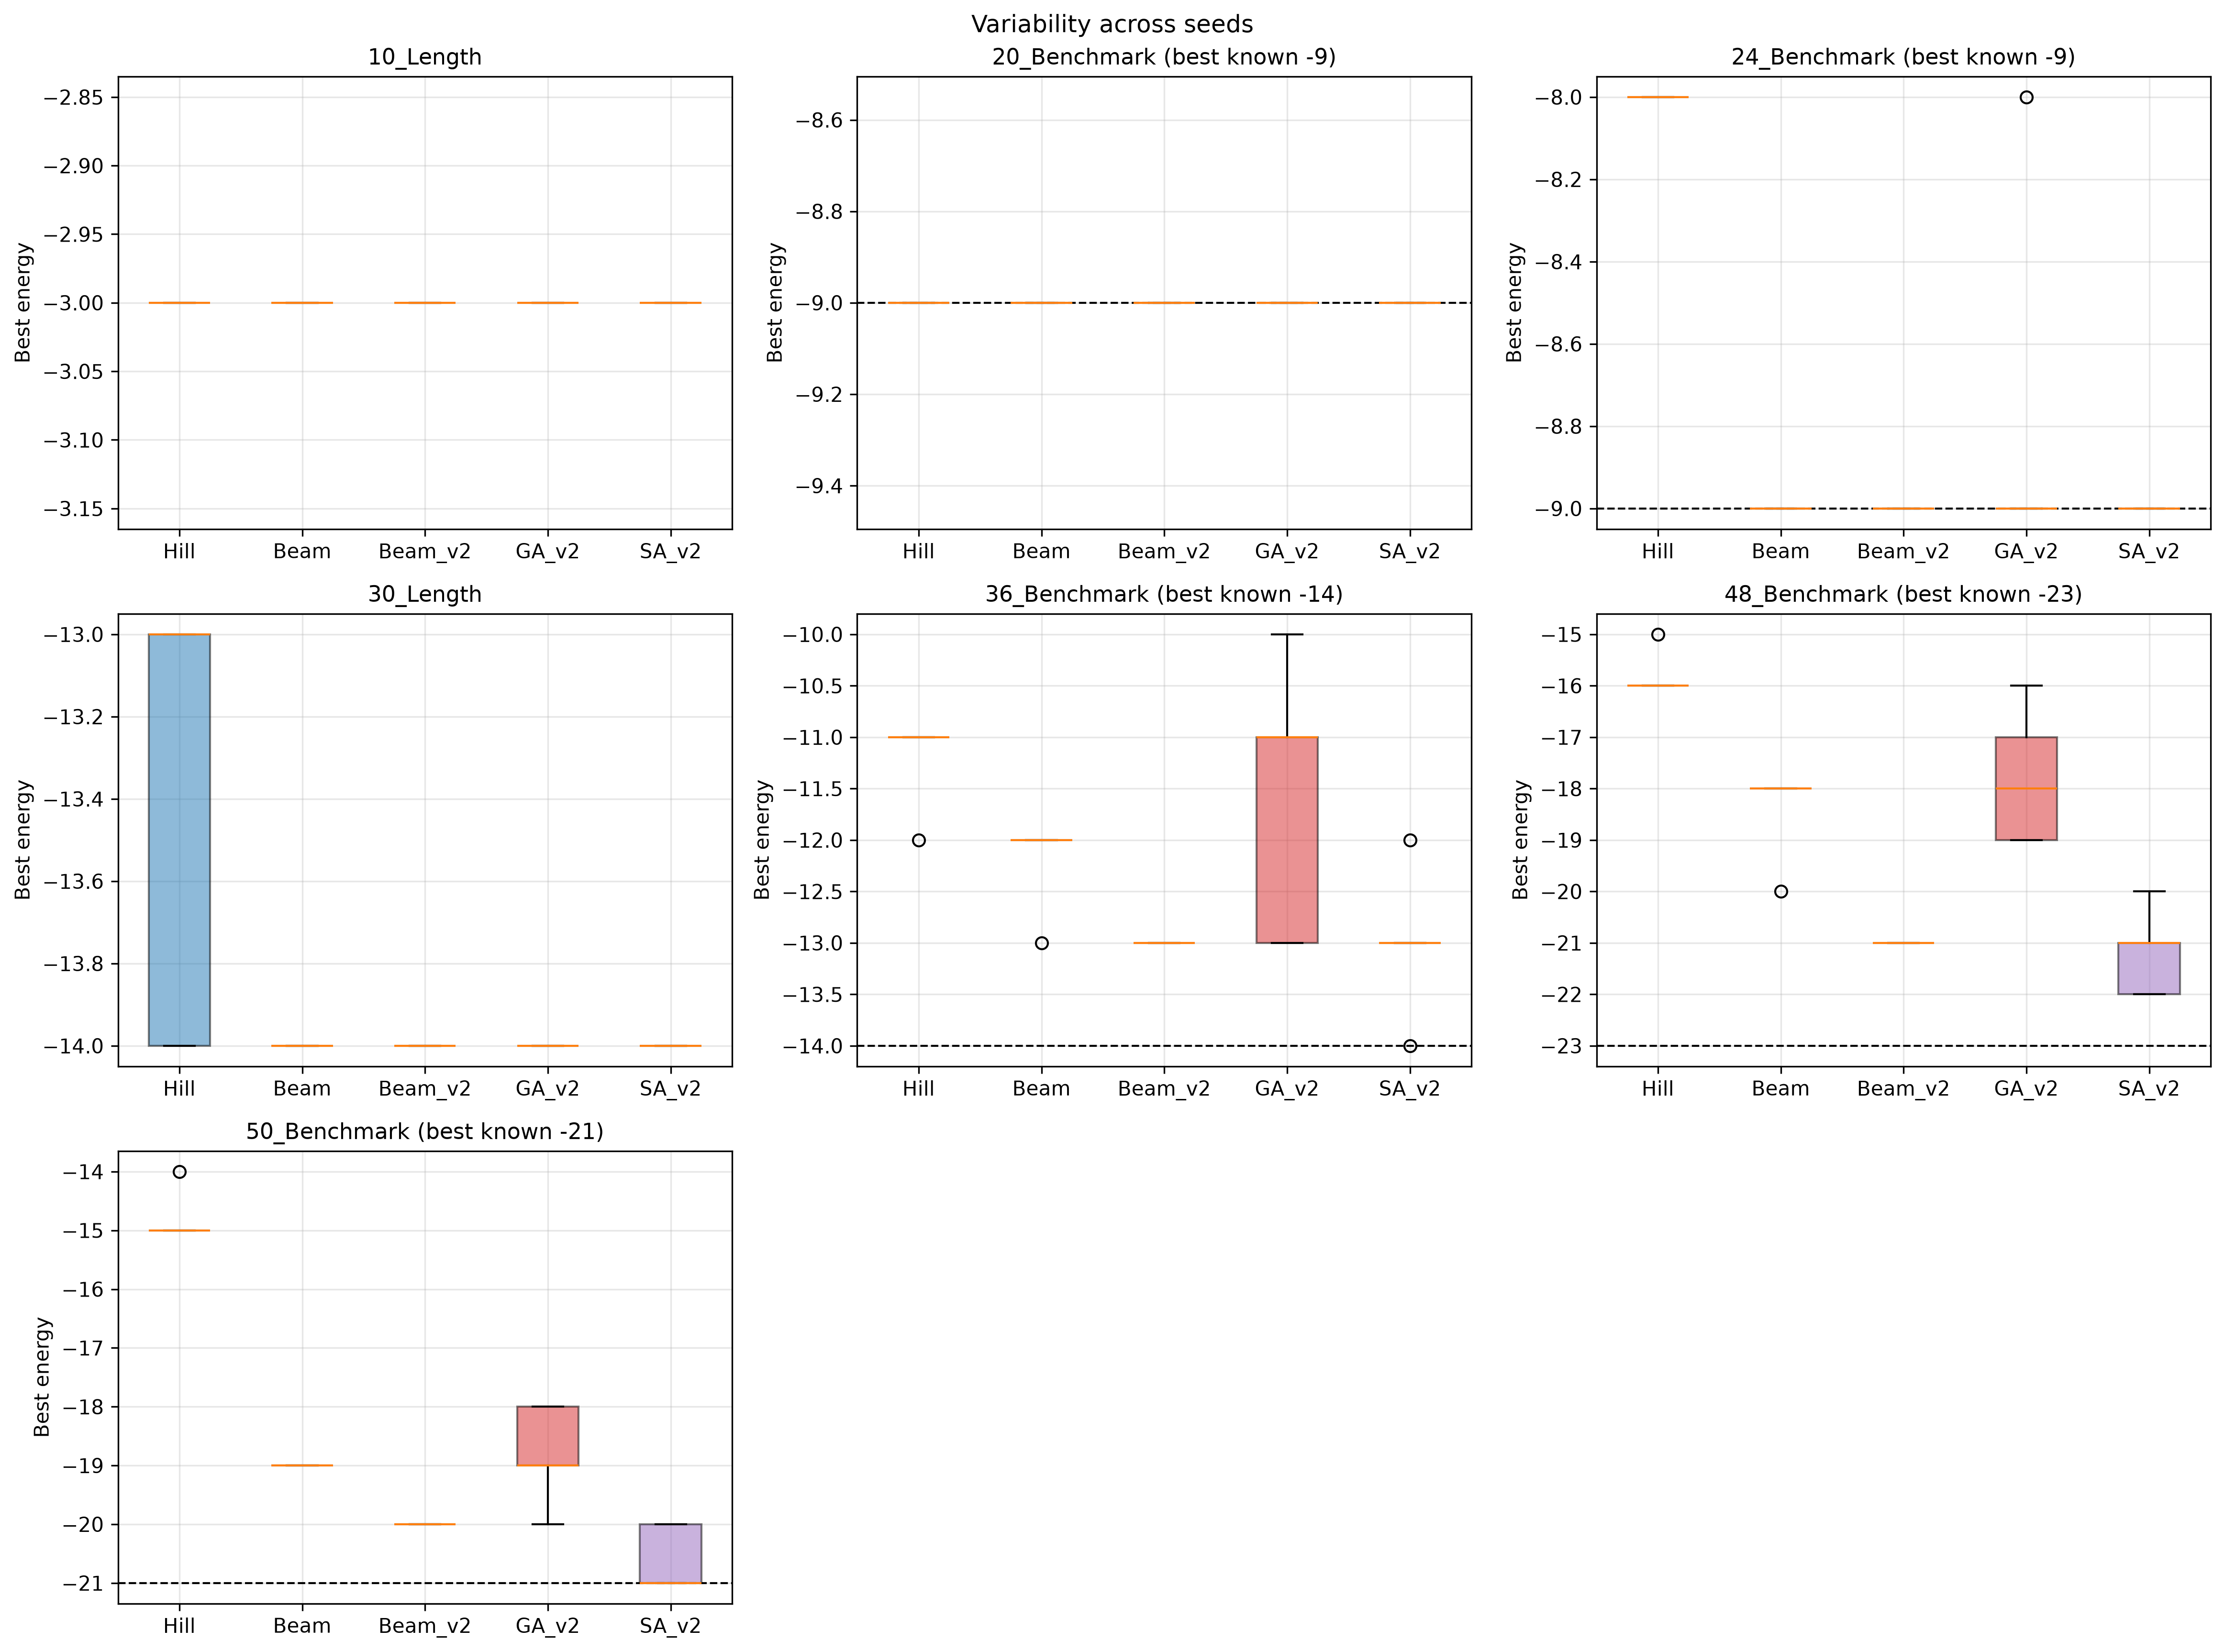 Variability across seeds
10_Length
Best energy
−2.85
−2.90
−2.95
−3.00
−3.05
−3.10
−3.15
Hill Beam Beam_v2 GA_v2 SA_v2
20_Benchmark (best known -9)
Best energy
−8.6
−8.8
−9.0
−9.2
−9.4
Hill Beam Beam_v2 GA_v2 SA_v2
24_Benchmark (best known -9)
Best energy
−8.0
−8.2
−8.4
−8.6
−8.8
−9.0
Hill Beam Beam_v2 GA_v2 SA_v2
30_Length
Best energy
−13.0
−13.2
−13.4
−13.6
−13.8
−14.0
Hill Beam Beam_v2 GA_v2 SA_v2
36_Benchmark (best known -14)
Best energy
−10.0
−10.5
−11.0
−11.5
−12.0
−12.5
−13.0
−13.5
−14.0
Hill Beam Beam_v2 GA_v2 SA_v2
48_Benchmark (best known -23)
Best energy
−15
−16
−17
−18
−19
−20
−21
−22
−23
Hill Beam Beam_v2 GA_v2 SA_v2
50_Benchmark (best known -21)
Best energy
−14
−15
−16
−17
−18
−19
−20
−21
Hill Beam Beam_v2 GA_v2 SA_v2